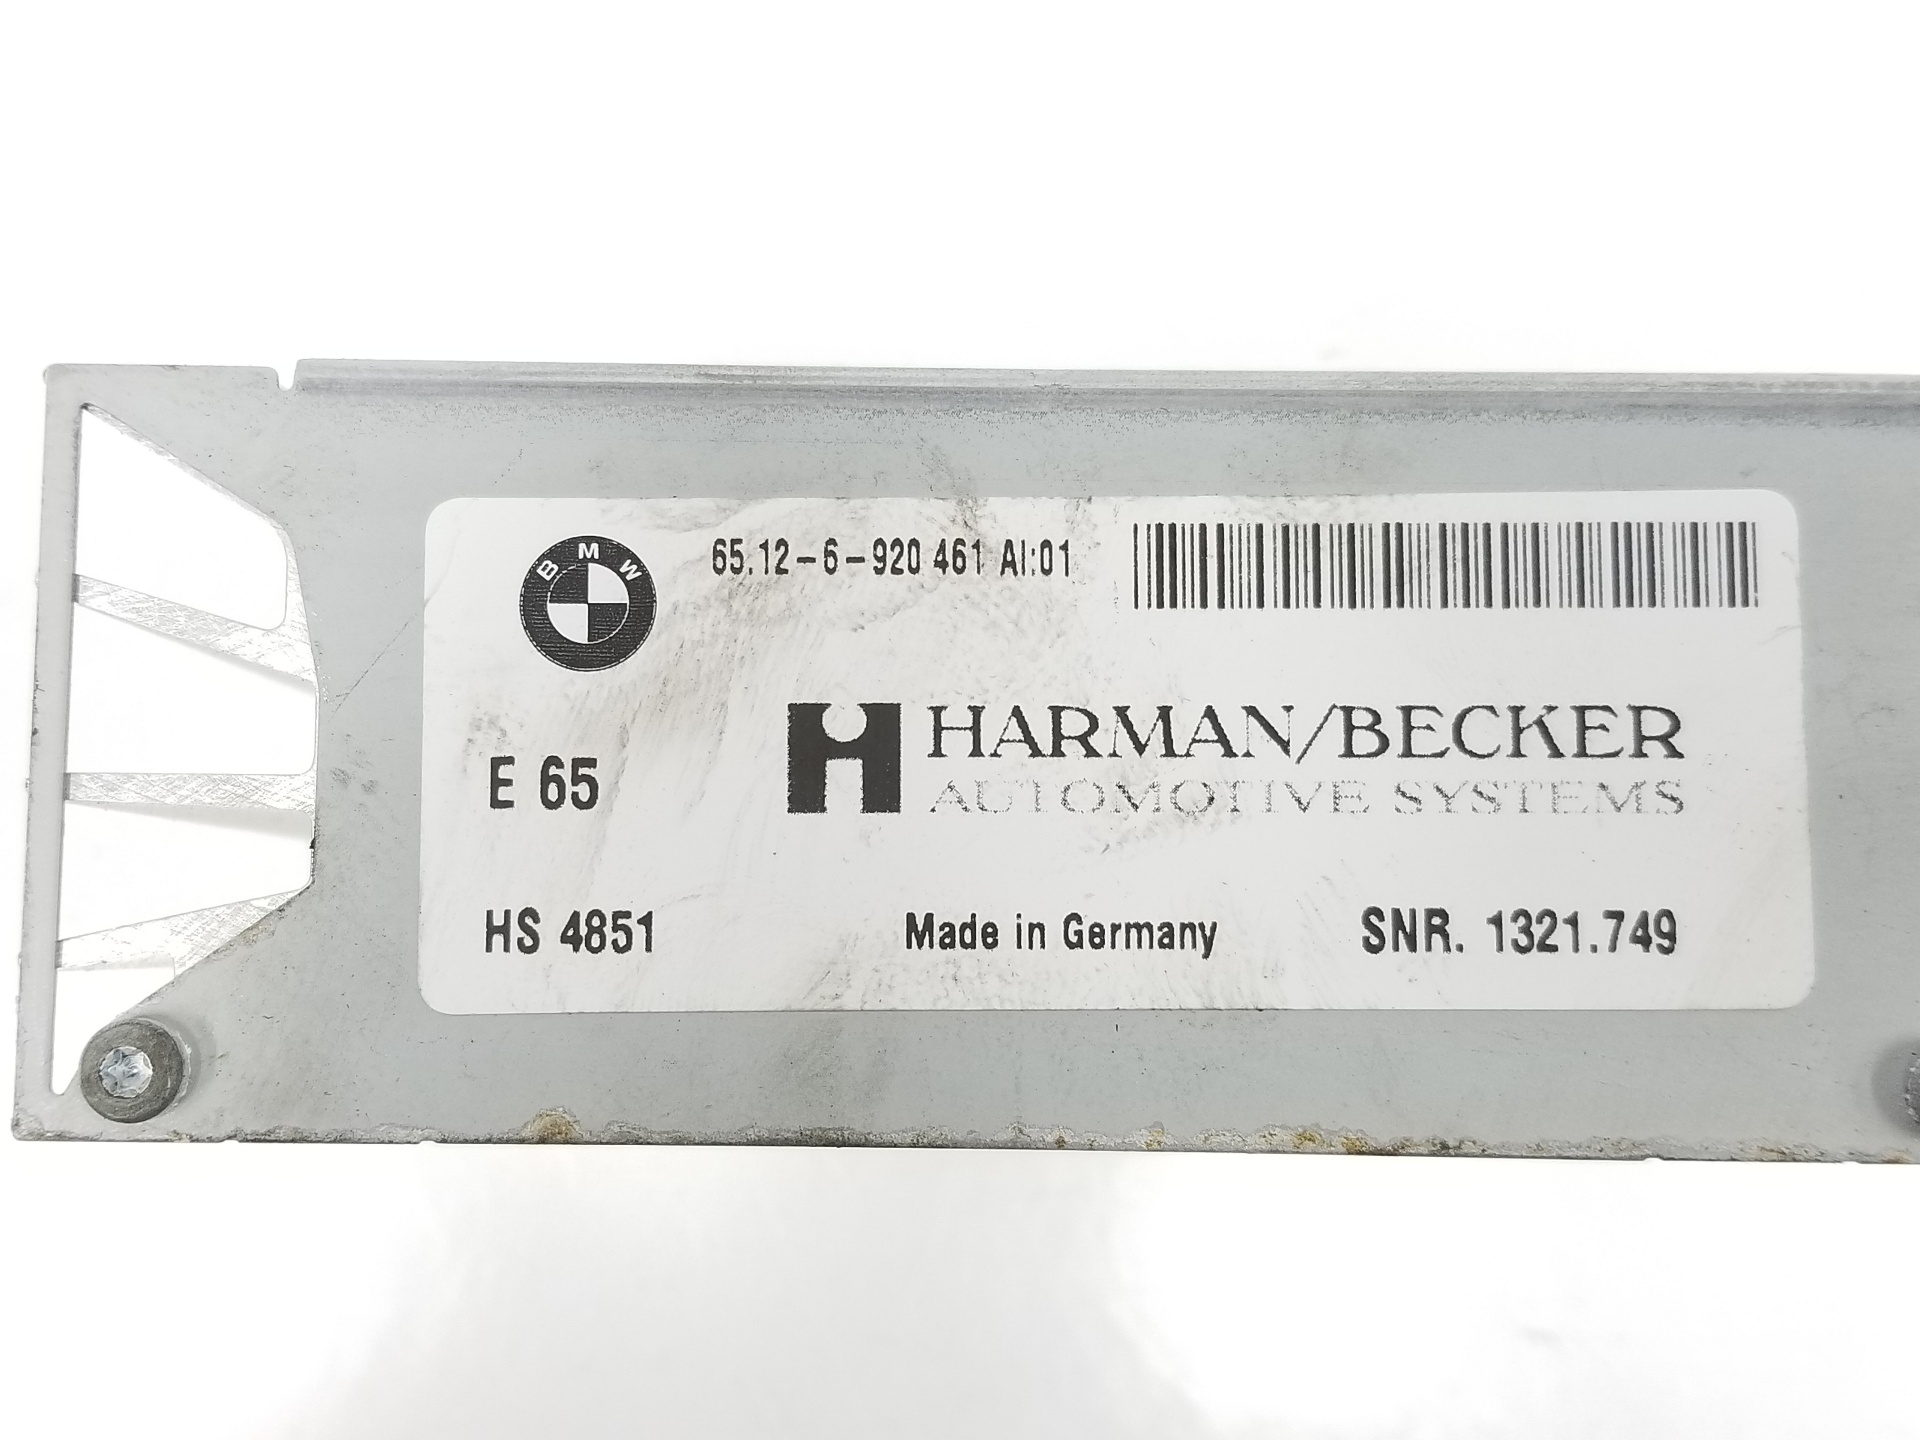 BMW
65.12-6-920 461 AI:01
HARMAN/BECKER
AUTOMOTIVE SYSTEMS
E 65
HS 4851
Made in Germany
SNR. 1321.749